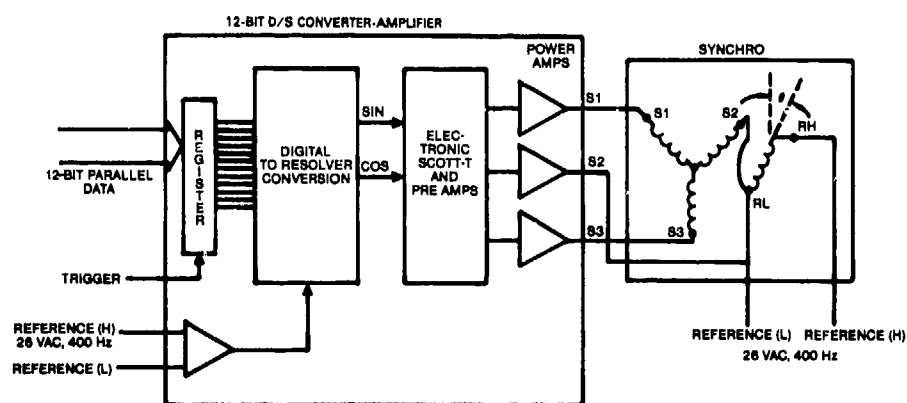 12-BIT D/S CONVERTER-AMPLIFIER
POWER
AMPS
SYNCHRO
REGISTER
DIGITAL
TO RESOLVER
CONVERSION
SIN
COS
ELEC-
TRONIC
SCOTT-T
AND
PRE AMPS
S1
S2
S3
S1
S2
S3
θ
RH
RL
12-BIT PARALLEL
DATA
TRIGGER
REFERENCE (H)
26 VAC, 400 Hz
REFERENCE (L)
REFERENCE (L) REFERENCE (H)
26 VAC, 400 Hz